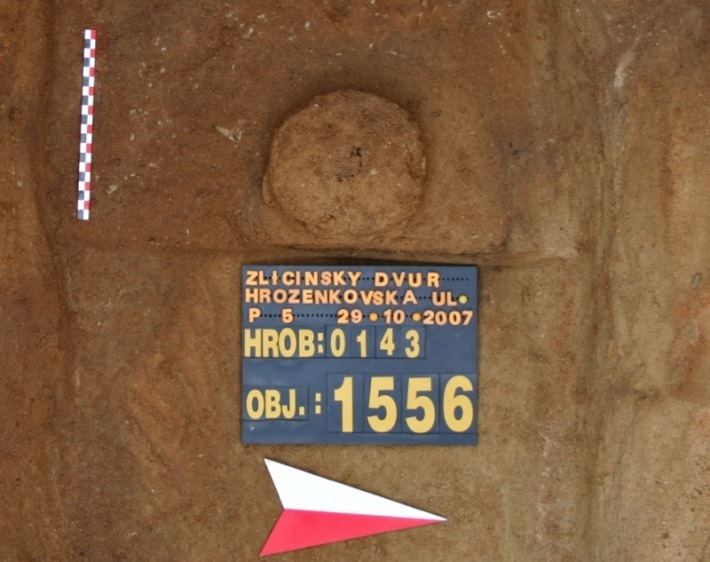 ZLICINSKY DVUR
HROZENKOVSKA UL.
P 5 29.10.2007
HROB: 0143
OBJ.: 1556